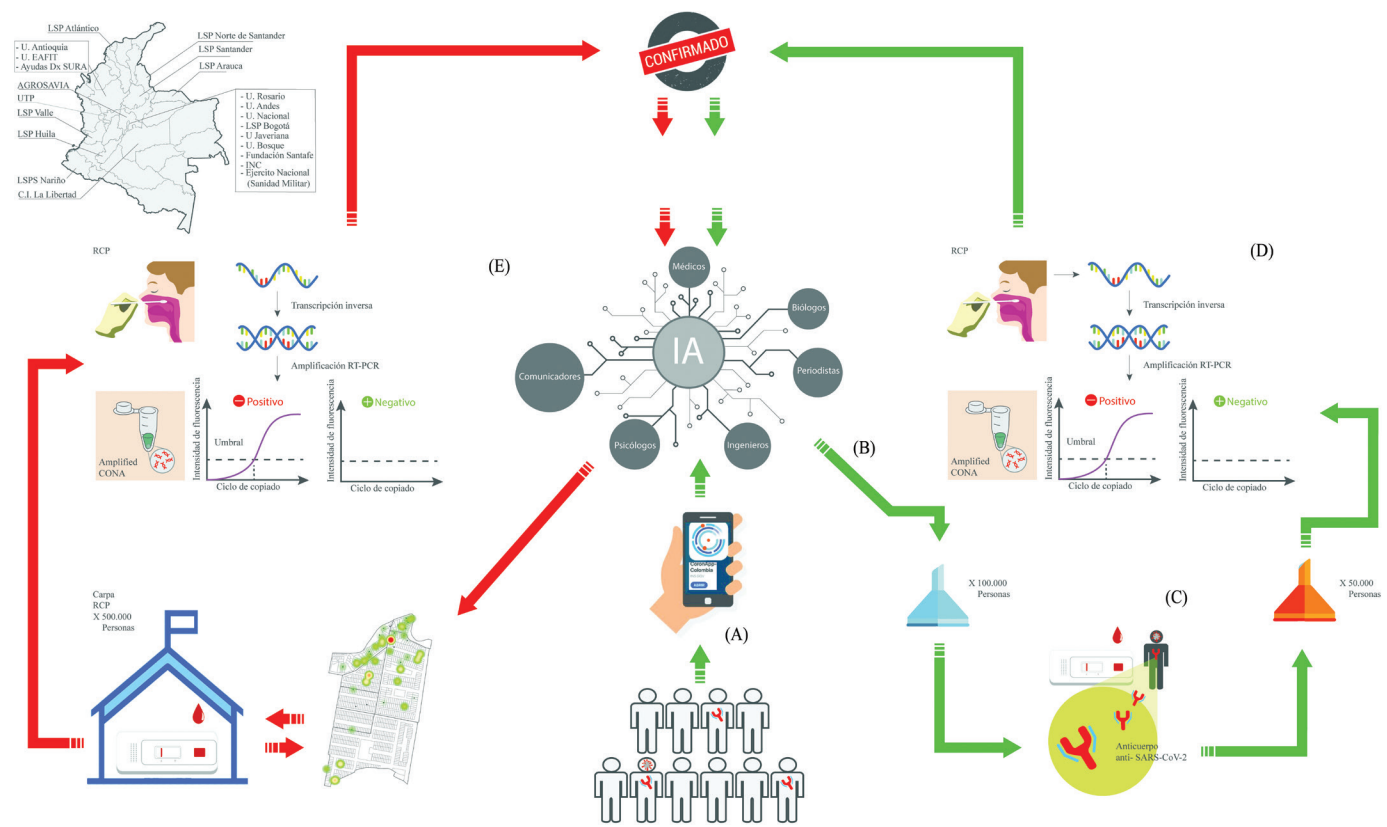 LSP Atlántico
LSP Norte de Santander
- U. Antioquia
- U. EAFIT
- Ayudas Dx SURA
LSP Santander
LSP Arauca
AGROSAVIA
UTP
LSP Valle
LSP Huila
LSPS Nariño
C.I. La Libertad
- U. Rosario
- U. Andes
- U. Nacional
- LSP Bogotá
- U Javeriana
- U. Bosque
- Fundación Santafe
- INC
- Ejercito Nacional
(Sanidad Militar)
CONFIRMADO
RCP
(E)
Transcripción inversa
Amplificación RT-PCR
Positivo
Negativo
Intensidad de fluorescencia
Umbral
Ciclo de copiado
Intensidad de fluorescencia
Ciclo de copiado
Amplified
CONA
IA
Médicos
Biólogos
Periodistas
Ingenieros
Psicólogos
Comunicadores
(B)
RCP
(D)
Transcripción inversa
Amplificación RT-PCR
Positivo
Negativo
Intensidad de fluorescencia
Umbral
Ciclo de copiado
Intensidad de fluorescencia
Ciclo de copiado
Amplified
CONA
CoronApp-
Colombia
(A)
Carpa
RCP
X 500.000
Personas
X 100.000
Personas
(C)
X 50.000
Personas
Anticuerpo
anti- SARS-CoV-2